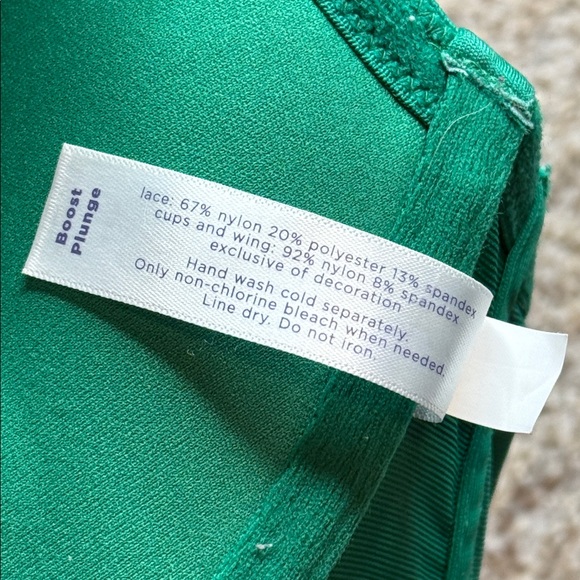 Boost
Plunge
lace: 67% nylon 20% polyester 13% spandex
cups and wing: 92% nylon 8% spandex
exclusive of decoration
Hand wash cold separately.
Only non-chlorine bleach when needed.
Line dry. Do not iron.